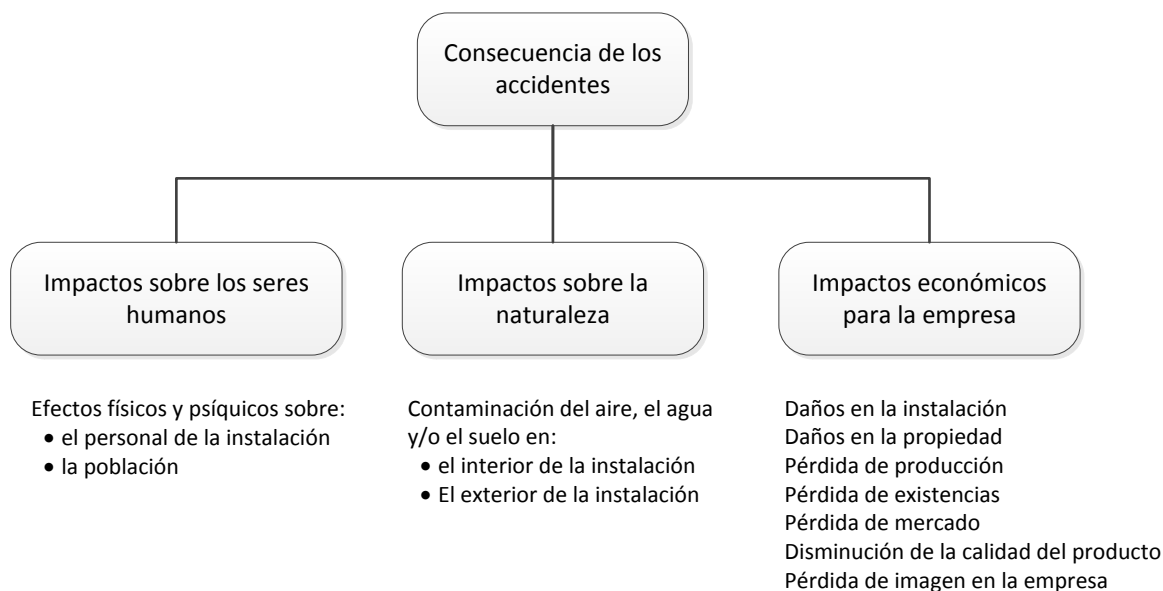 Consecuencia de los
accidentes
Impactos sobre los seres
humanos
Impactos sobre la
naturaleza
Impactos económicos
para la empresa
Efectos físicos y psíquicos sobre:
• el personal de la instalación
• la población
Contaminación del aire, el agua
y/o el suelo en:
• el interior de la instalación
• El exterior de la instalación
Daños en la instalación
Daños en la propiedad
Pérdida de producción
Pérdida de existencias
Pérdida de mercado
Disminución de la calidad del producto
Pérdida de imagen en la empresa